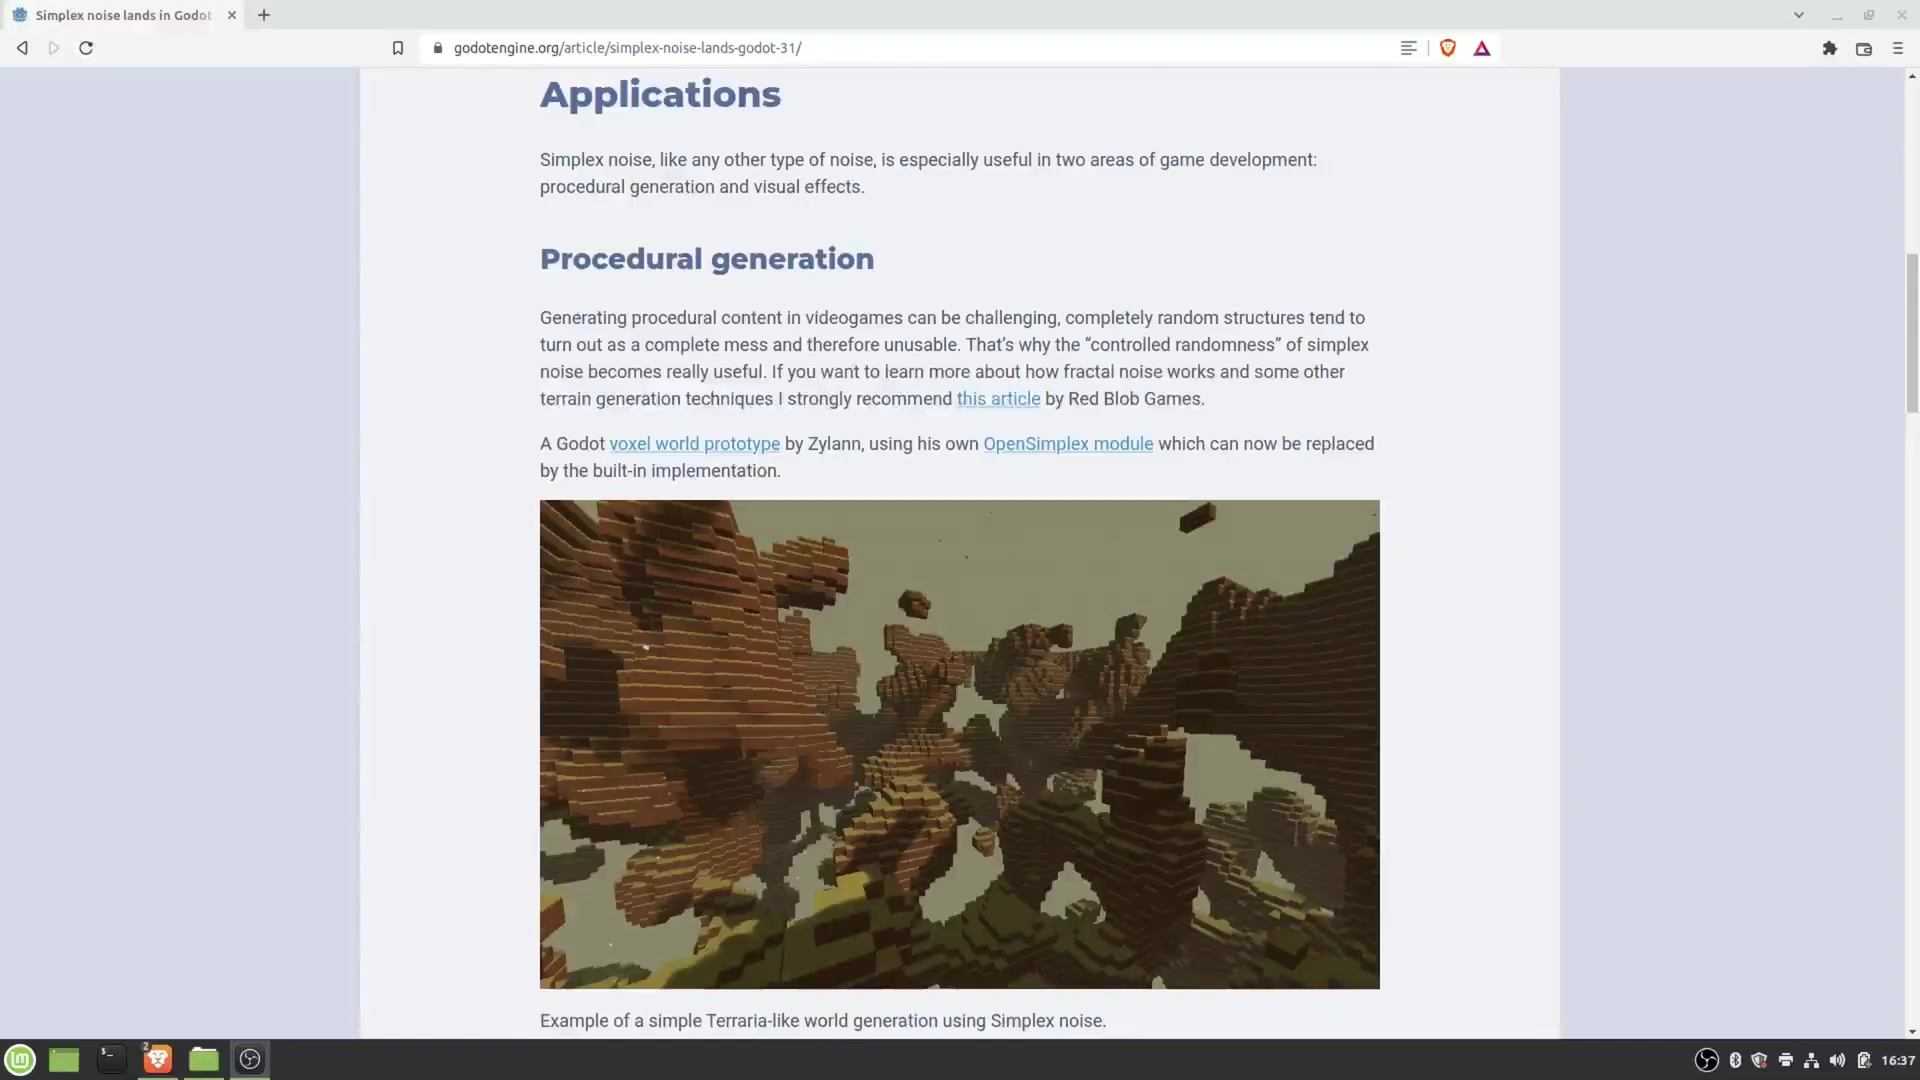 Simplex noise lands in Godot
godotengine.org/article/simplex-noise-lands-godot-31/
Applications
Simplex noise, like any other type of noise, is especially useful in two areas of game development:
procedural generation and visual effects.
Procedural generation
Generating procedural content in videogames can be challenging, completely random structures tend to
turn out as a complete mess and therefore unusable. That’s why the “controlled randomness” of simplex
noise becomes really useful. If you want to learn more about how fractal noise works and some other
terrain generation techniques I strongly recommend this article by Red Blob Games.
A Godot voxel world prototype by Zylann, using his own OpenSimplex module which can now be replaced
by the built-in implementation.
Example of a simple Terraria-like world generation using Simplex noise.
2
16:37